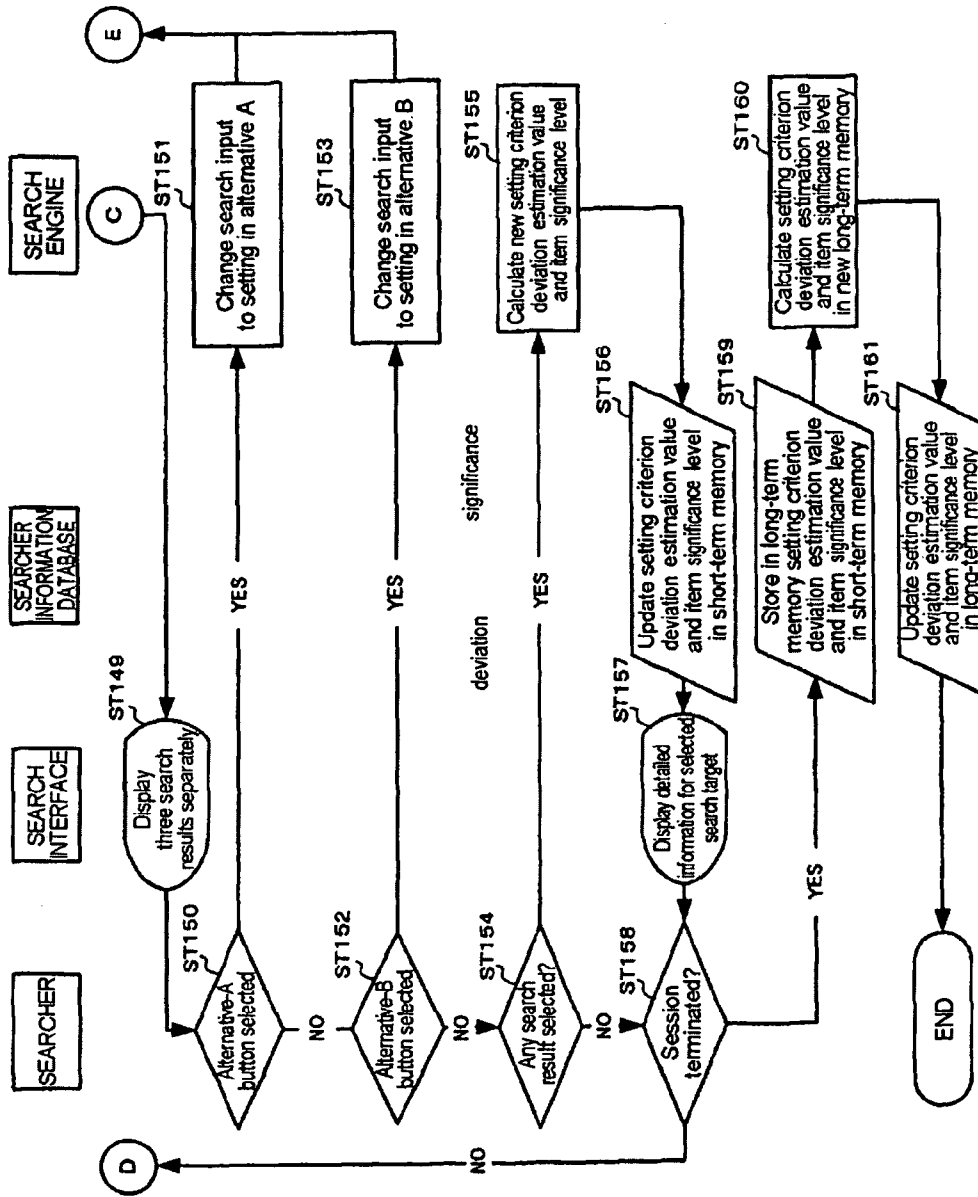 SEARCHER
SEARCH
INTERFACE
SEARCHER
INFORMATION
DATABASE
SEARCH
ENGINE
D
C
E
ST149
Display
three search
results separately
ST150
Alternative-A
button selected
YES
ST151
Change search input
to setting in alternative A
NO
ST152
Alternative-B
button selected
YES
ST153
Change search input
to setting in alternative B
NO
ST154
Any search
result selected?
YES
deviation
significance
ST155
Calculate new setting criterion
deviation estimation value
and item significance level
NO
ST156
Update setting criterion
deviation estimation value
and item significance level
in short-term memory
ST157
Display detailed
information for selected
search target
ST158
Session
terminated?
NO
YES
ST159
Store in long-term
memory setting criterion
deviation estimation value
and item significance level
in short-term memory
ST160
Calculate setting criterion
deviation estimation value
and item significance level
in new long-term memory
ST161
Update setting criterion
deviation estimation value
and item significance level
in long-term memory
END